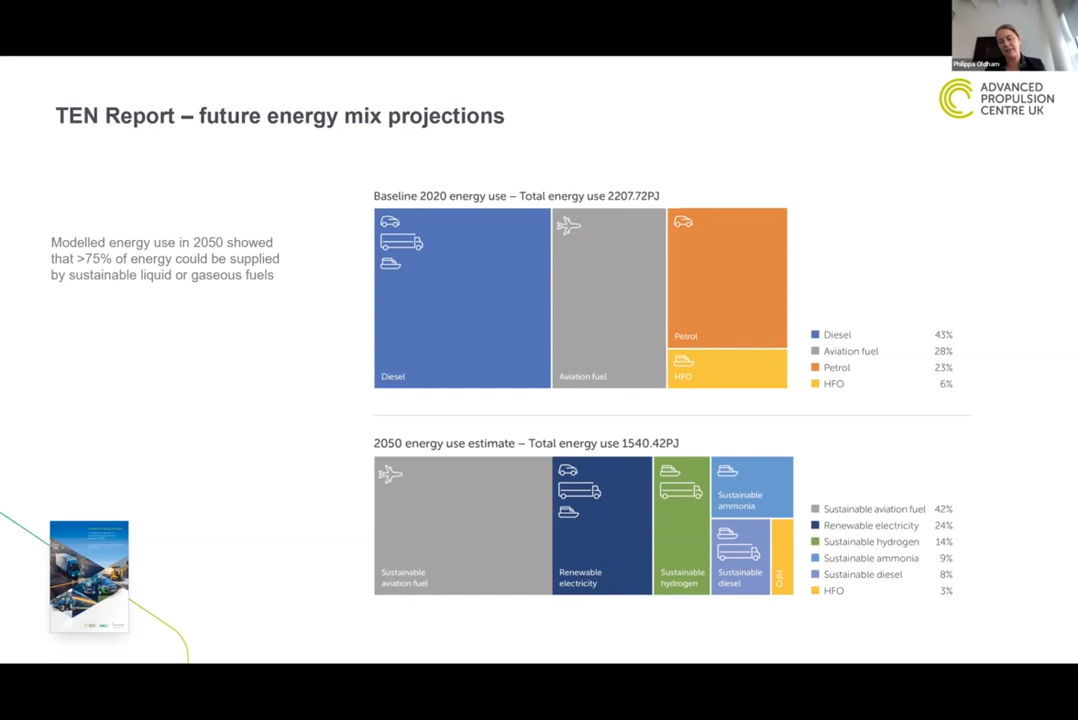 Philippa Oldham
ADVANCED
PROPULSION
CENTRE UK
TEN Report – future energy mix projections
Modelled energy use in 2050 showed
that >75% of energy could be supplied
by sustainable liquid or gaseous fuels
Baseline 2020 energy use – Total energy use 2207.72PJ
Diesel
Aviation fuel
Petrol
HFO
Diesel 43%
Aviation fuel 28%
Petrol 23%
HFO 6%
2050 energy use estimate – Total energy use 1540.42PJ
Sustainable
aviation fuel
Renewable
electricity
Sustainable
hydrogen
Sustainable
ammonia
Sustainable
diesel
HFO
Sustainable aviation fuel 42%
Renewable electricity 24%
Sustainable hydrogen 14%
Sustainable ammonia 9%
Sustainable diesel 8%
HFO 3%